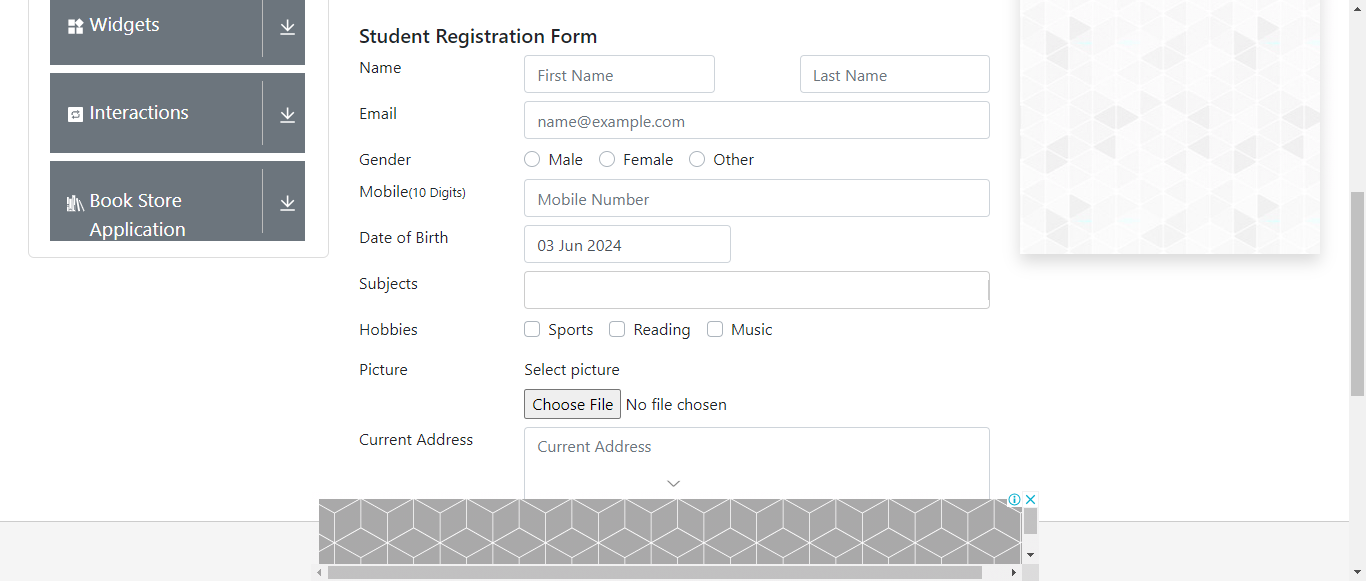 Widgets
Interactions
Book Store
Application
Student Registration Form
Name
First Name
Last Name
Email
name@example.com
Gender
Male
Female
Other
Mobile(10 Digits)
Mobile Number
Date of Birth
03 Jun 2024
Subjects
Hobbies
Sports
Reading
Music
Picture
Select picture
Choose File No file chosen
Current Address
Current Address